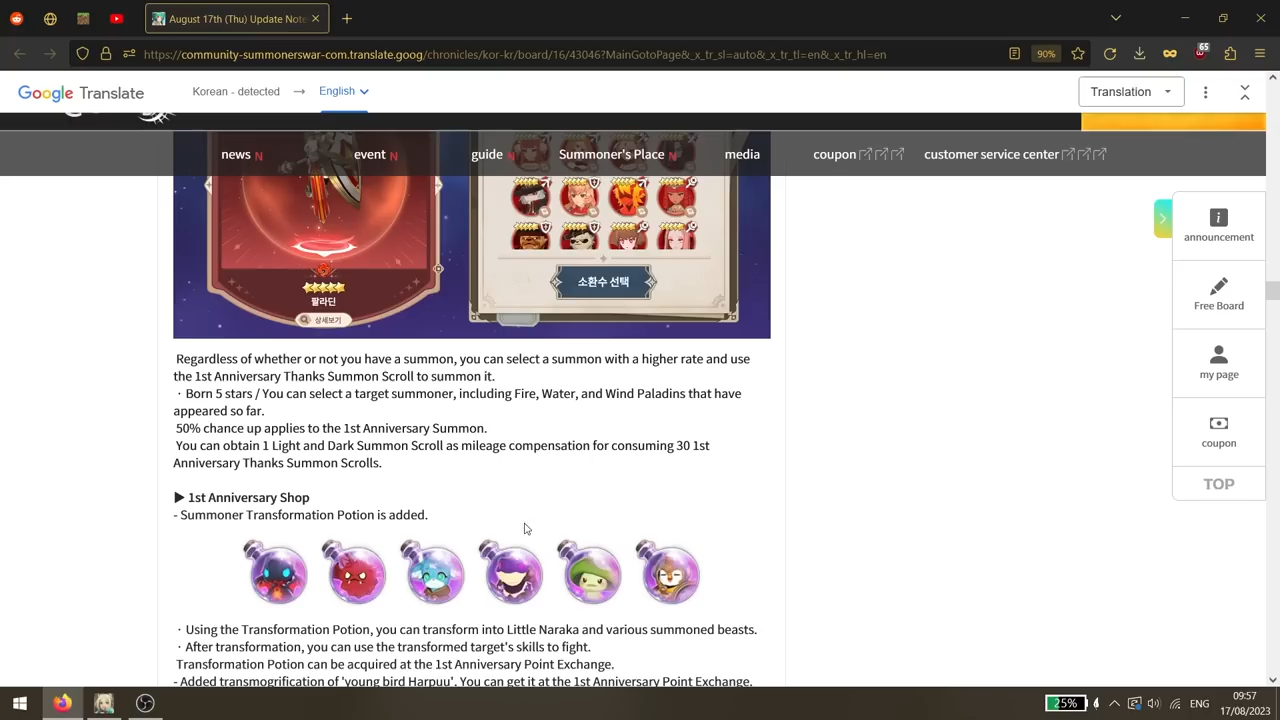 August 17th (Thu) Update Note
https://community-summonerswar-com.translate.goog/chronicles/kor-kr/board/16/43046?MainGotoPage&_x_tr_sl=auto&_x_tr_tl=en&_x_tr_hl=en
90%
65
Google Translate
Korean - detected
English
Translation
news N
event N
guide N
Summoner's Place N
media
coupon
customer service center
팔라딘
상세보기
소환수 선택
announcement
Free Board
my page
coupon
TOP
Regardless of whether or not you have a summon, you can select a summon with a higher rate and use
the 1st Anniversary Thanks Summon Scroll to summon it.
· Born 5 stars / You can select a target summoner, including Fire, Water, and Wind Paladins that have
appeared so far.
50% chance up applies to the 1st Anniversary Summon.
You can obtain 1 Light and Dark Summon Scroll as mileage compensation for consuming 30 1st
Anniversary Thanks Summon Scrolls.
▶ 1st Anniversary Shop
- Summoner Transformation Potion is added.
· Using the Transformation Potion, you can transform into Little Naraka and various summoned beasts.
· After transformation, you can use the transformed target's skills to fight.
Transformation Potion can be acquired at the 1st Anniversary Point Exchange.
- Added transmogrification of 'young bird Harpuu'. You can get it at the 1st Anniversary Point Exchange.
25%
ENG
09:57
17/08/2023